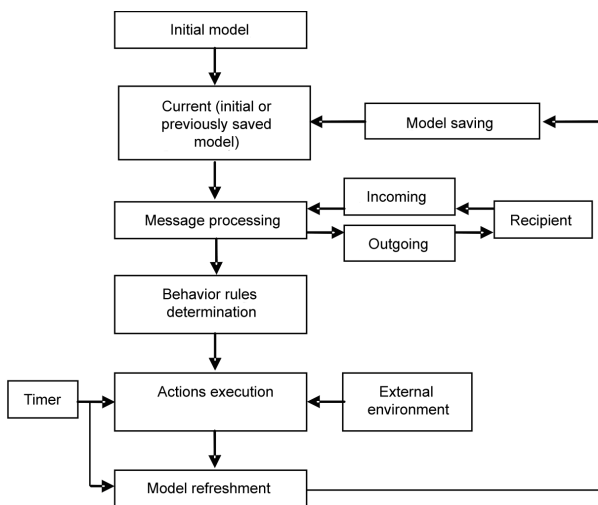 Initial model
Current (initial or
previously saved
model)
Model saving
Incoming
Message processing
Recipient
Outgoing
Behavior rules
determination
Timer
Actions execution
External
environment
Model refreshment